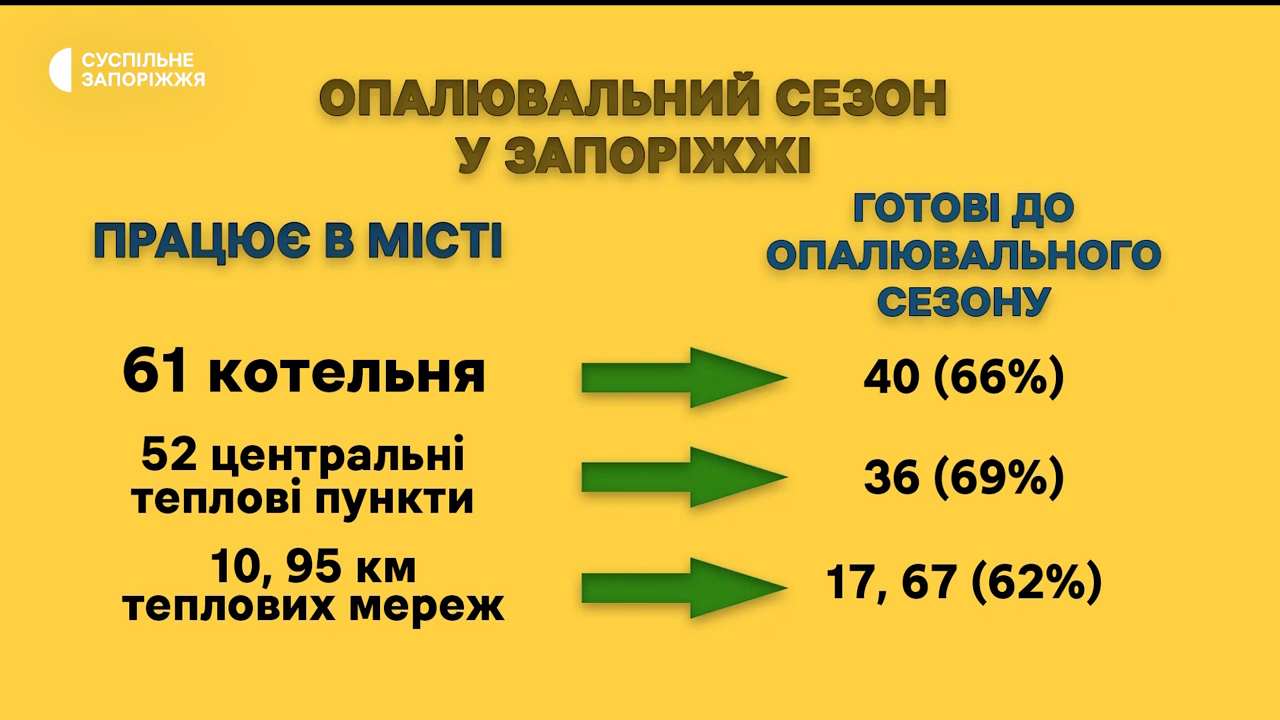 СУСПІЛЬНЕ
ЗАПОРІЖЖЯ
ОПАЛЮВАЛЬНИЙ СЕЗОН
У ЗАПОРІЖЖІ
ПРАЦЮЄ В МІСТІ
ГОТОВІ ДО
ОПАЛЮВАЛЬНОГО
СЕЗОНУ
61 котельня
40 (66%)
52 центральні
теплові пункти
36 (69%)
10, 95 км
теплових мереж
17, 67 (62%)